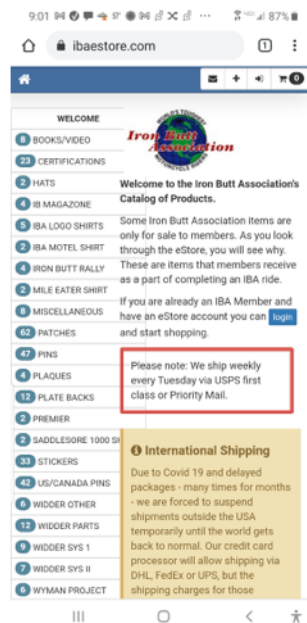 9:01
87%
ibaestore.com
1
0
WELCOME
8 BOOKS/VIDEO
23 CERTIFICATIONS
2 HATS
4 IB MAGAZINE
5 IBA LOGO SHIRTS
2 IBA MOTEL SHIRT
4 IRON BUTT RALLY
2 MILE EATER SHIRT
8 MISCELLANEOUS
62 PATCHES
47 PINS
4 PLAQUES
12 PLATE BACKS
2 PREMIER
2 SADDLESORE 1000 SH
33 STICKERS
42 US/CANADA PINS
6 WIDDER OTHER
12 WIDDER PARTS
9 WIDDER SYS 1
7 WIDDER SYS II
6 WYMAN PROJECT
WORLD'S TOUGHEST
Iron Butt
Association
MOTORCYCLE RIDERS
Welcome to the Iron Butt Association's
Catalog of Products.
Some Iron Butt Association items are
only for sale to members. As you look
through the eStore, you will see why.
These are items that members receive
as a part of completing an IBA ride.
If you are already an IBA Member and
have an eStore account you can login
and start shopping.
Please note: We ship weekly
every Tuesday via USPS first
class or Priority Mail.
International Shipping
Due to Covid 19 and delayed
packages - many times for months
- we are forced to suspend
shipments outside the USA
temporarily until the world gets
back to normal. Our credit card
processor will allow shipping via
DHL, FedEx or UPS, but the
shipping charges for those